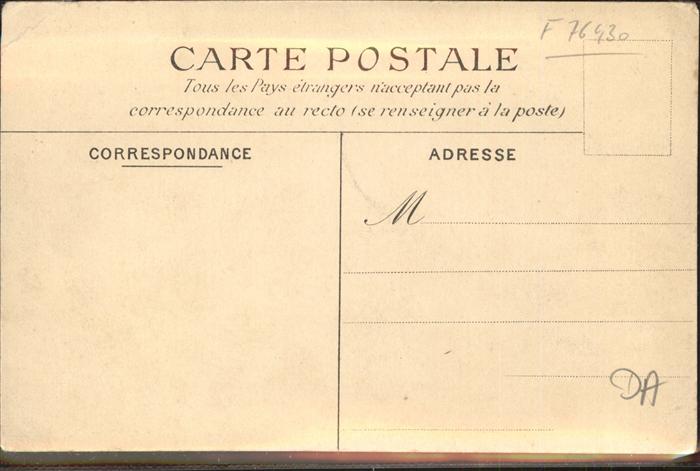 F 76430
CARTE POSTALE
Tous les Pays étrangers n'acceptant pas la
correspondance au recto (se renseigner à la poste)
CORRESPONDANCE
ADRESSE
M
DA